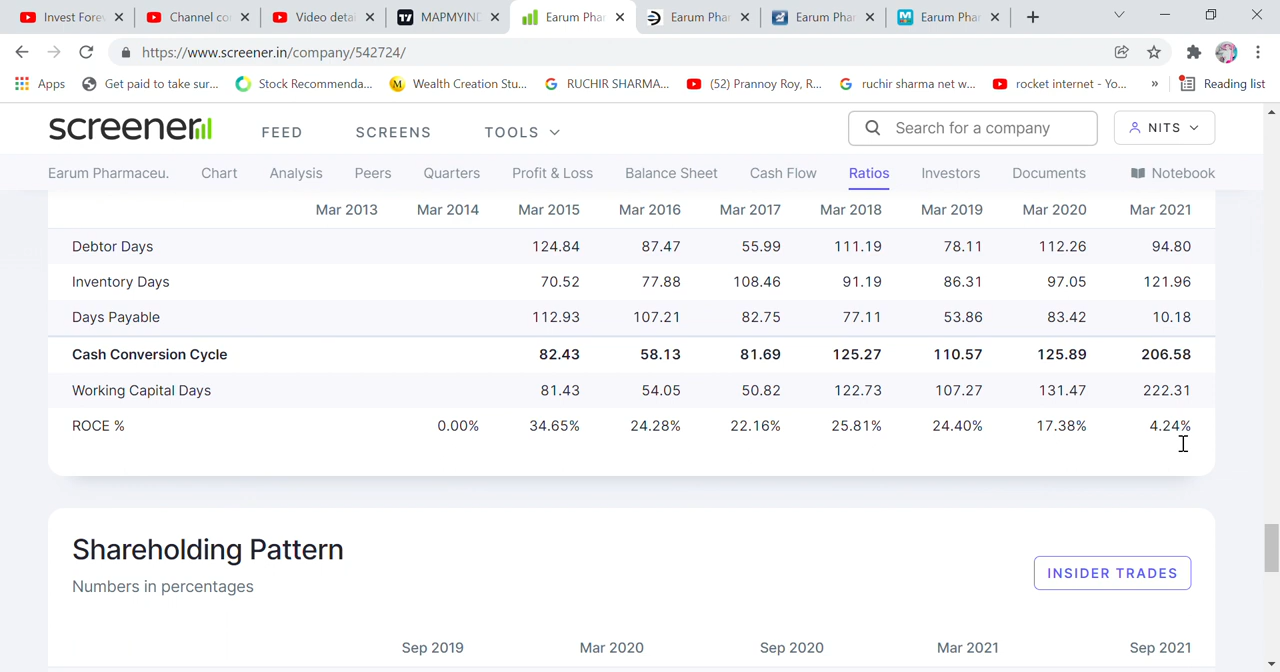 Invest Fore
Channel co
Video detai
MAPMYIND
Earum Phar
Earum Phar
Earum Phar
Earum Phar
https://www.screener.in/company/542724/
Apps
Get paid to take sur...
Stock Recommenda...
Wealth Creation Stu...
RUCHIR SHARMA...
(52) Prannoy Roy, R...
ruchir sharma net w...
rocket internet - Yo...
»
Reading list
screener
FEED
SCREENS
TOOLS
Search for a company
NITS
Earum Pharmaceu.
Chart
Analysis
Peers
Quarters
Profit & Loss
Balance Sheet
Cash Flow
Ratios
Investors
Documents
Notebook
Mar 2013 Mar 2014 Mar 2015 Mar 2016 Mar 2017 Mar 2018 Mar 2019 Mar 2020 Mar 2021
Debtor Days 124.84 87.47 55.99 111.19 78.11 112.26 94.80
Inventory Days 70.52 77.88 108.46 91.19 86.31 97.05 121.96
Days Payable 112.93 107.21 82.75 77.11 53.86 83.42 10.18
Cash Conversion Cycle 82.43 58.13 81.69 125.27 110.57 125.89 206.58
Working Capital Days 81.43 54.05 50.82 122.73 107.27 131.47 222.31
ROCE % 0.00% 34.65% 24.28% 22.16% 25.81% 24.40% 17.38% 4.24%
Shareholding Pattern
Numbers in percentages
INSIDER TRADES
Sep 2019 Mar 2020 Sep 2020 Mar 2021 Sep 2021